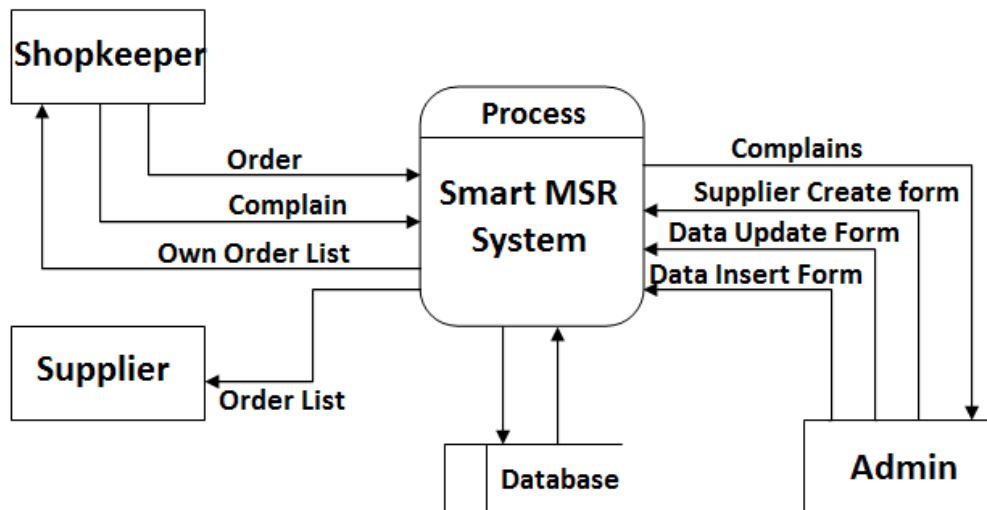 Shopkeeper
Process
Order
Complains
Smart MSR
System
Supplier Create form
Complain
Data Update Form
Own Order List
Data Insert Form
Supplier
Order List
Database
Admin